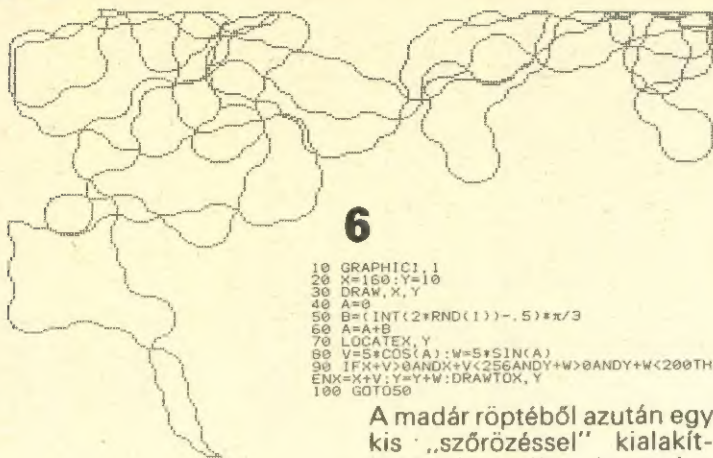 6
10 GRAPHIC1,1
20 X=160:Y=10
30 DRAW,X,Y
40 A=0
50 B=(INT(2*RND(1))-.5)*π/3
60 A=A+B
70 LOCATEX,Y
80 V=5*COS(A):W=5*SIN(A)
90 IFX+V>0ANDX+V<256ANDY+W>0ANDY+W<200TH
ENX=X+V:Y=Y+W:DRAWTOX,Y
100 GOTO50
A madár röptéből azután egy
kis „szőrözéssel" kialakít-